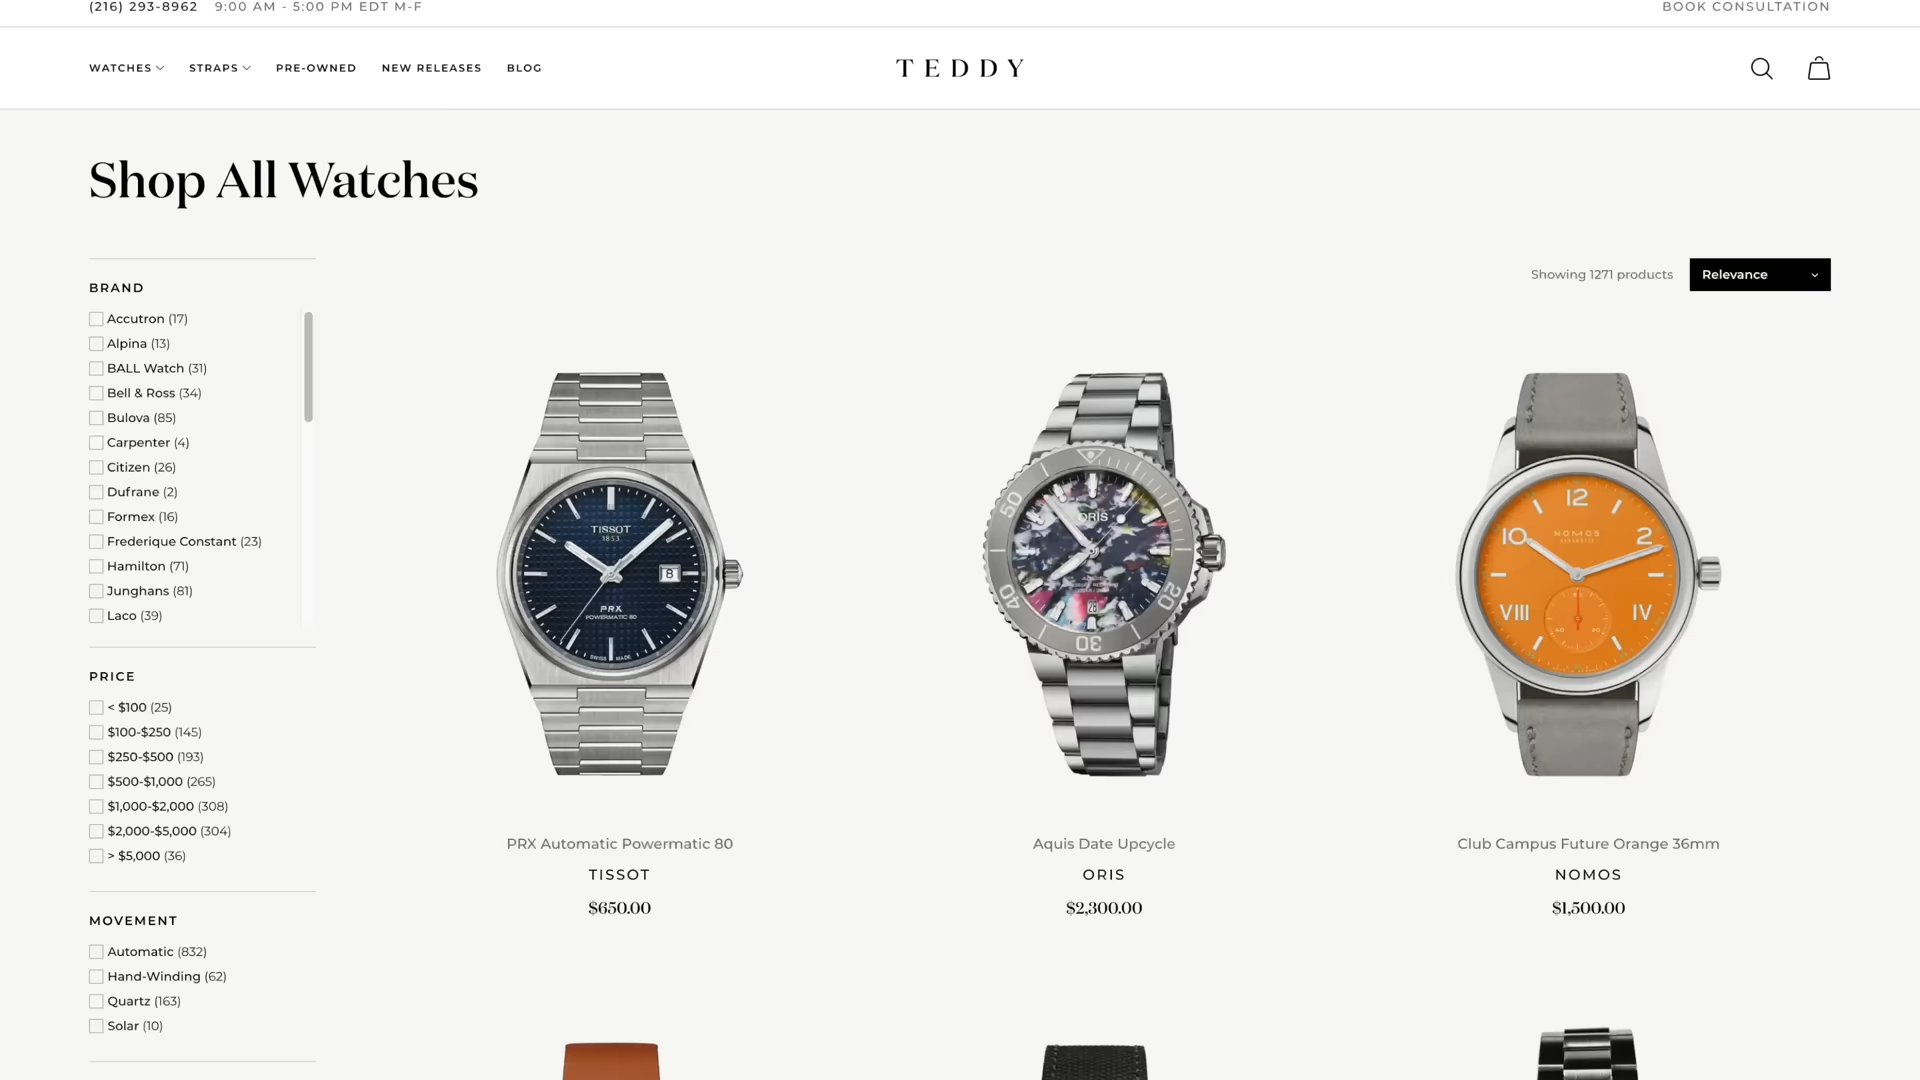 (216) 293-8962 9:00 AM - 5:00 PM EDT M-F BOOK CONSULTATION
WATCHES STRAPS PRE-OWNED NEW RELEASES BLOG TEDDY
Shop All Watches
Showing 1271 products Relevance
BRAND
Accutron (17)
Alpina (13)
BALL Watch (31)
Bell & Ross (34)
Bulova (85)
Carpenter (4)
Citizen (26)
Dufrane (2)
Formex (16)
Frederique Constant (23)
Hamilton (71)
Junghans (81)
Laco (39)
PRICE
< $100 (25)
$100-$250 (145)
$250-$500 (193)
$500-$1,000 (265)
$1,000-$2,000 (308)
$2,000-$5,000 (304)
> $5,000 (36)
MOVEMENT
Automatic (832)
Hand-Winding (62)
Quartz (163)
Solar (10)
TISSOT
1853
8
PRX
POWERMATIC 80
SWISS MADE
PRX Automatic Powermatic 80
TISSOT
$650.00
50
ORIS
20
40
30
Aquis Date Upcycle
ORIS
$2,300.00
12
10
2
NOMOS
VIII
IV
40 20
Club Campus Future Orange 36mm
NOMOS
$1,500.00